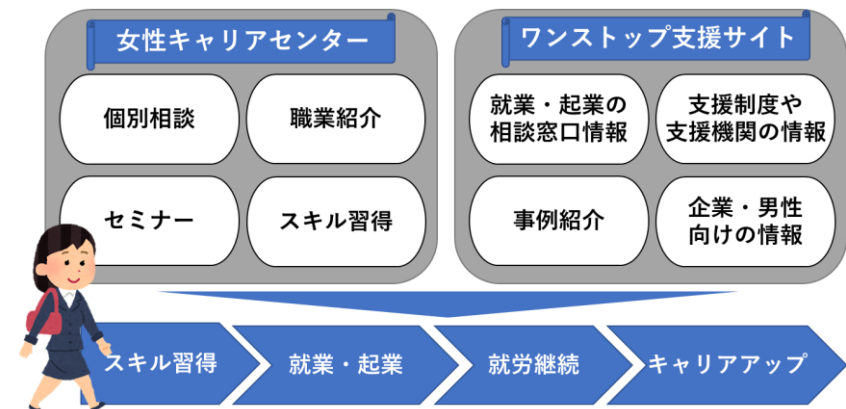 女性キャリアセンター
個別相談
職業紹介
セミナー
スキル習得
ワンストップ支援サイト
就業・起業の
相談窓口情報
支援制度や
支援機関の情報
事例紹介
企業・男性
向けの情報
スキル習得
就業・起業
就労継続
キャリアアップ